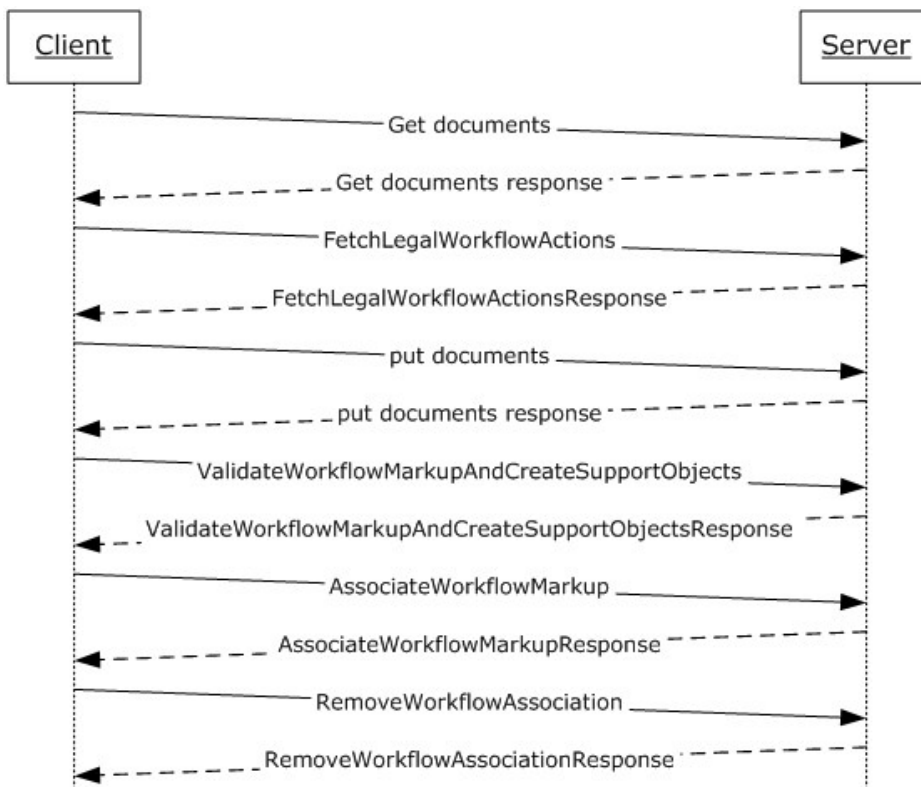 Client
Server
Get documents
Get documents response
FetchLegalWorkflowActions
FetchLegalWorkflowActionsResponse
put documents
put documents response
ValidateWorkflowMarkupAndCreateSupportObjects
ValidateWorkflowMarkupAndCreateSupportObjectsResponse
AssociateWorkflowMarkup
AssociateWorkflowMarkupResponse
RemoveWorkflowAssociation
RemoveWorkflowAssociationResponse